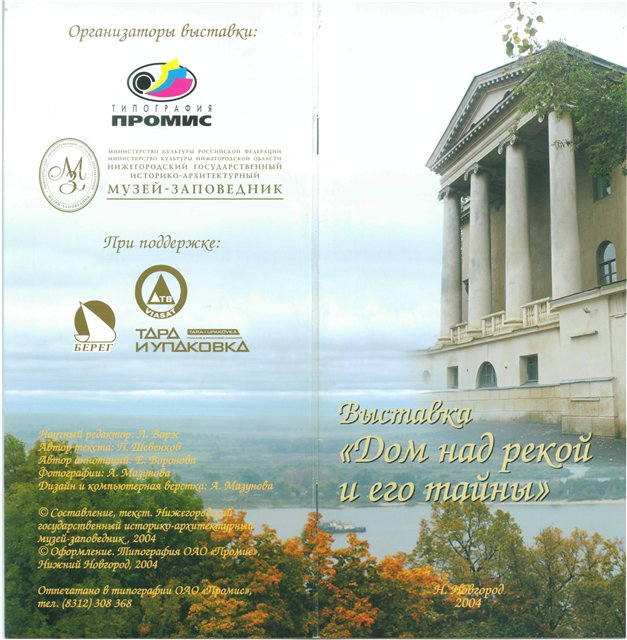 Организаторы выставки:
ТИПОГРАФИЯ
ПРОМИС
МИНИСТЕРСТВО КУЛЬТУРЫ РОССИЙСКОЙ ФЕДЕРАЦИИ
МИНИСТЕРСТВО КУЛЬТУРЫ НИЖЕГОРОДСКОЙ ОБЛАСТИ
НИЖЕГОРОДСКИЙ ГОСУДАРСТВЕННЫЙ
ИСТОРИКО-АРХИТЕКТУРНЫЙ
МУЗЕЙ-ЗАПОВЕДНИК
При поддержке:
АТВ
VIASAT
БЕРЕГ
ТАРА
И УПАКОВКА
TARA I UPAKOVKA
Научный редактор: Л. Варэс
Автор текста: П. Шевенков
Автор аннотаций: Е. Воронова
Фотографии: А. Мазунова
Дизайн и компьютерная верстка: А. Мазунова
© Составление, текст. Нижегородский
государственный историко-архитектурный
музей-заповедник, 2004
© Оформление. Типография ОАО «Промис»,
Нижний Новгород, 2004
Отпечатано в типографии ОАО «Промис»,
тел. (8312) 308 368
Выставка
«Дом над рекой
и его тайны»
Н. Новгород
2004